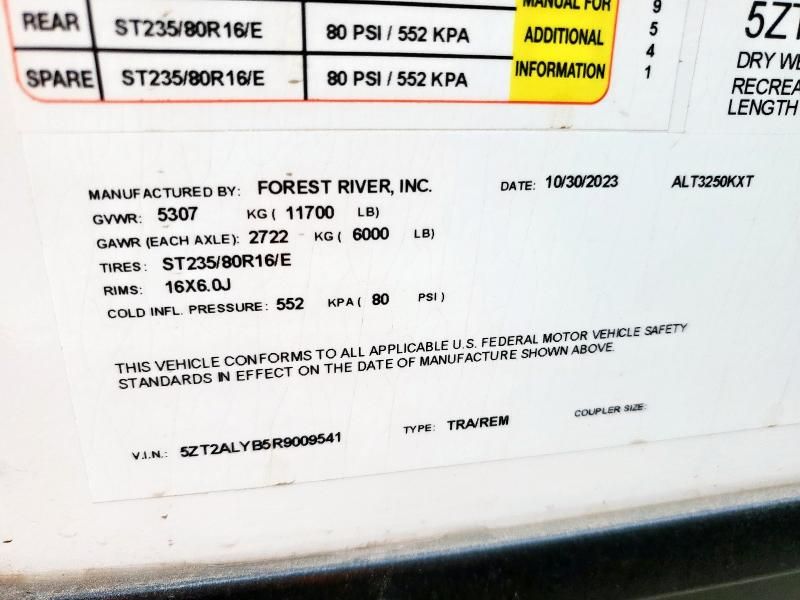 MANUAL FOR
REAR ST235/80R16/E 80 PSI / 552 KPA ADDITIONAL
SPARE ST235/80R16/E 80 PSI / 552 KPA INFORMATION
9
5
4
1
5ZT
DRY WE
RECREA
LENGTH
MANUFACTURED BY: FOREST RIVER, INC. DATE: 10/30/2023 ALT3250KXT
GVWR: 5307 KG ( 11700 LB)
GAWR (EACH AXLE): 2722 KG ( 6000 LB)
TIRES: ST235/80R16/E
RIMS: 16X6.0J
COLD INFL. PRESSURE: 552 KPA ( 80 PSI )
THIS VEHICLE CONFORMS TO ALL APPLICABLE U.S. FEDERAL MOTOR VEHICLE SAFETY
STANDARDS IN EFFECT ON THE DATE OF MANUFACTURE SHOWN ABOVE.
V.I.N.: 5ZT2ALYB5R9009541 TYPE: TRA/REM COUPLER SIZE: